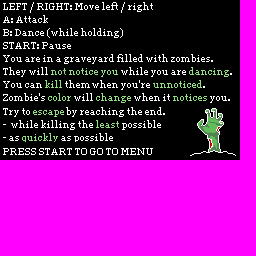 LEFT / RIGHT: Move left / right
A: Attack
B: Dance (while holding)
START: Pause
You are in a graveyard filled with zombies.
They will not notice you while you are dancing.
You can kill them when you're unnoticed.
Zombie's color will change when it notices you.
Try to escape by reaching the end.
- while killing the least possible
- as quickly as possible
PRESS START TO GO TO MENU